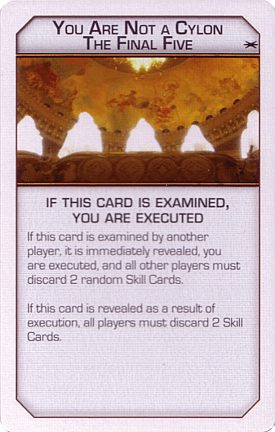 You Are Not a Cylon
The Final Five
IF THIS CARD IS EXAMINED,
YOU ARE EXECUTED
If this card is examined by another
player, it is immediately revealed, you
are executed, and all other players must
discard 2 random Skill Cards.
If this card is revealed as a result of
execution, all players must discard 2 Skill
Cards.